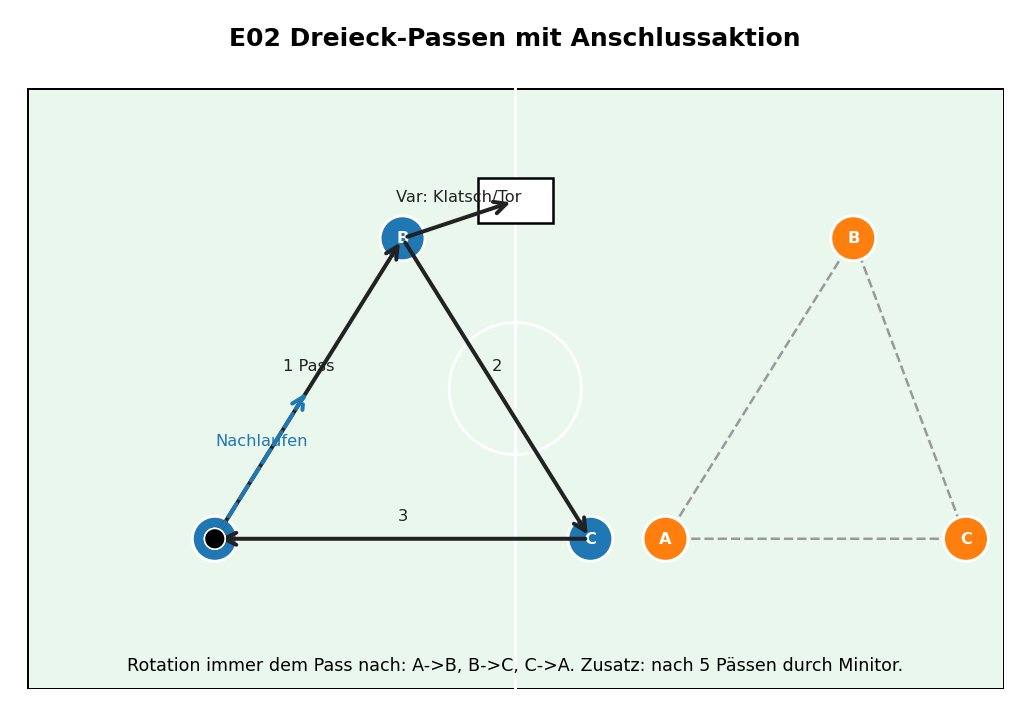 E02 Dreieck-Passen mit Anschlussaktion
Var: Klatsch/Tor
B
B
1 Pass
2
Nachlaufen
3
C
A
C
Rotation immer dem Pass nach: A->B, B->C, C->A. Zusatz: nach 5 Pässen durch Minitor.